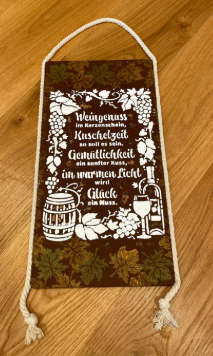 Weingenuss
im Kerzenschein,
Kuschelzeit
so soll es sein.
Gemütlichkeit
ein sanfter Kuss,
im warmen Licht
wird
Glück
ein Muss.